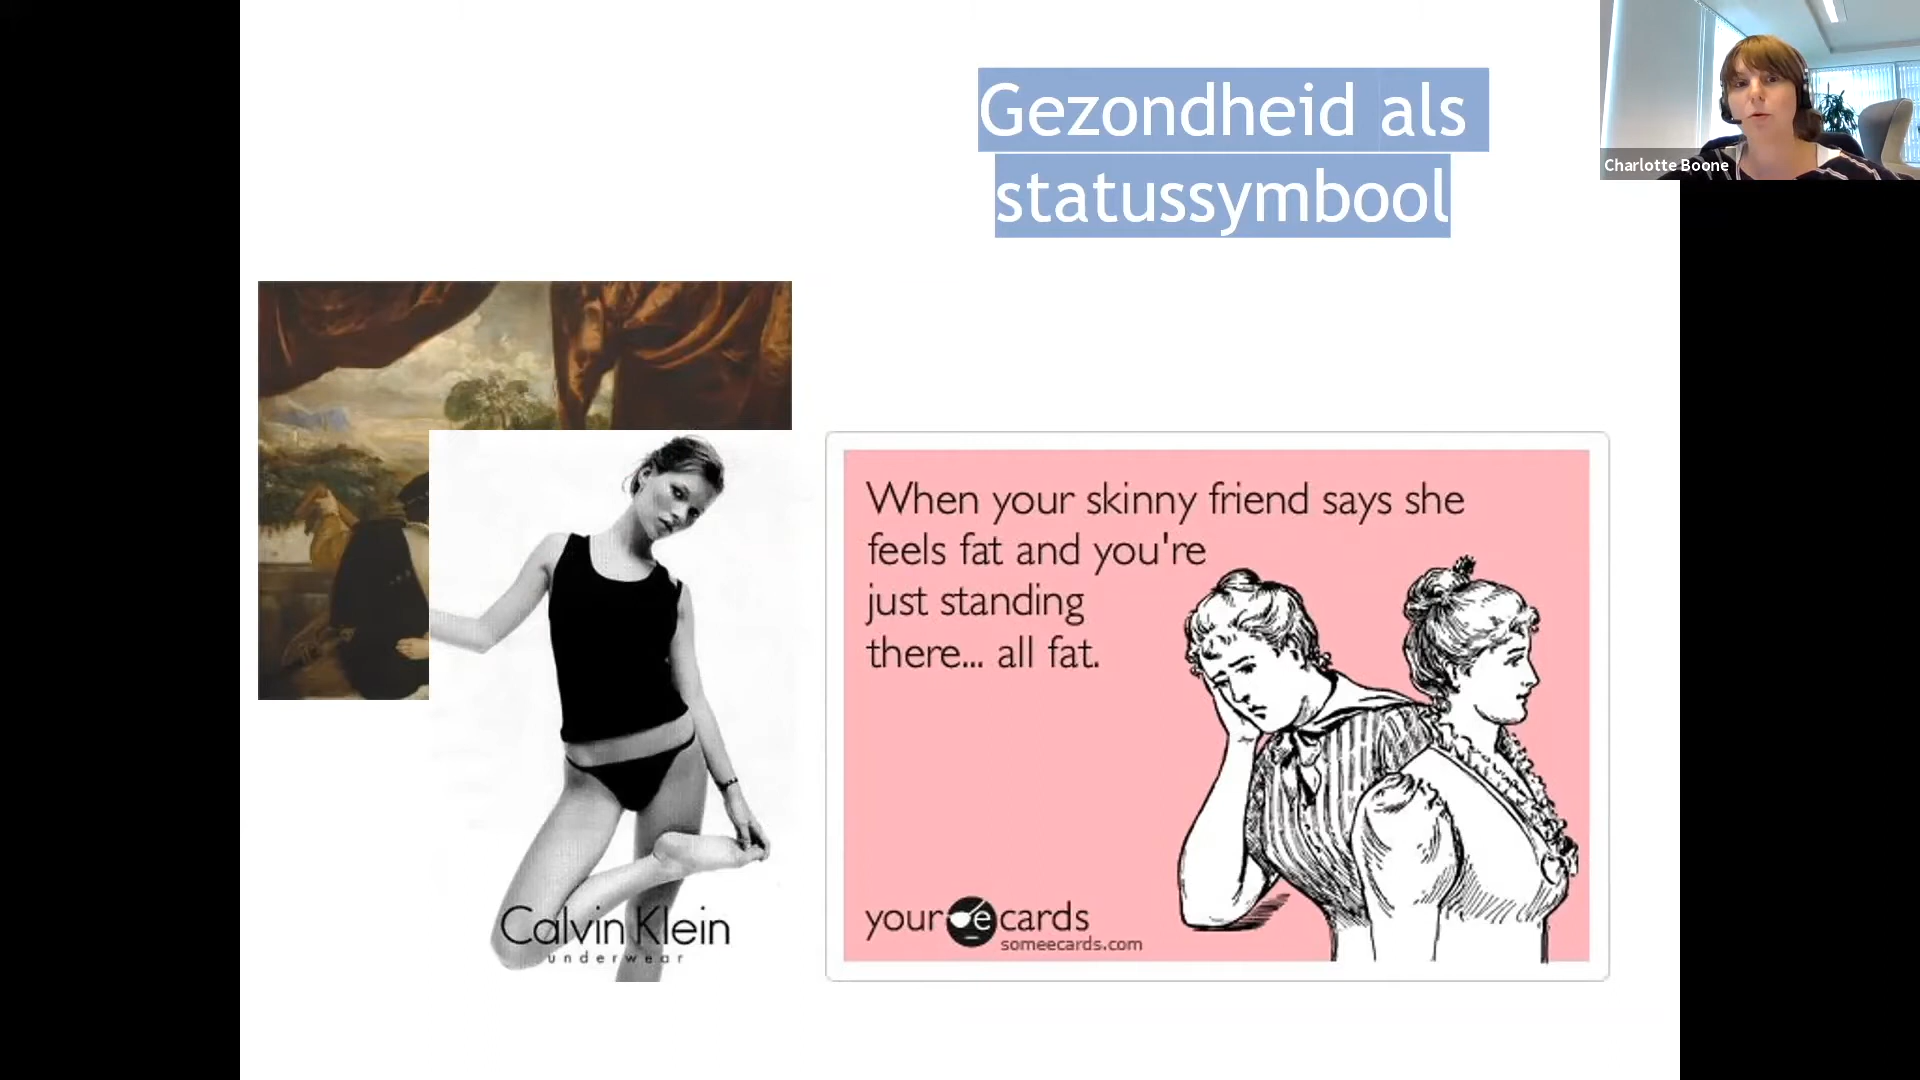 Gezondheid als
statussymbool
Charlotte Boone
When your skinny friend says she
feels fat and you're
just standing
there... all fat.
your e cards
someecards.com
Calvin Klein
underwear